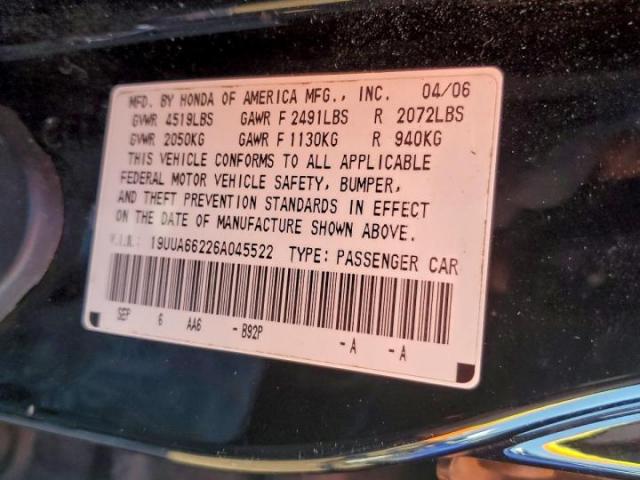 MFD. BY HONDA OF AMERICA MFG., INC. 04/06
GVWR 4519LBS GAWR F 2491LBS R 2072LBS
GVWR 2050KG GAWR F 1130KG R 940KG
THIS VEHICLE CONFORMS TO ALL APPLICABLE
FEDERAL MOTOR VEHICLE SAFETY, BUMPER,
AND THEFT PREVENTION STANDARDS IN EFFECT
ON THE DATE OF MANUFACTURE SHOWN ABOVE.
V.I.N.: 19UUA66226A045522 TYPE: PASSENGER CAR
SEP 6 AA6 -B92P -A -A